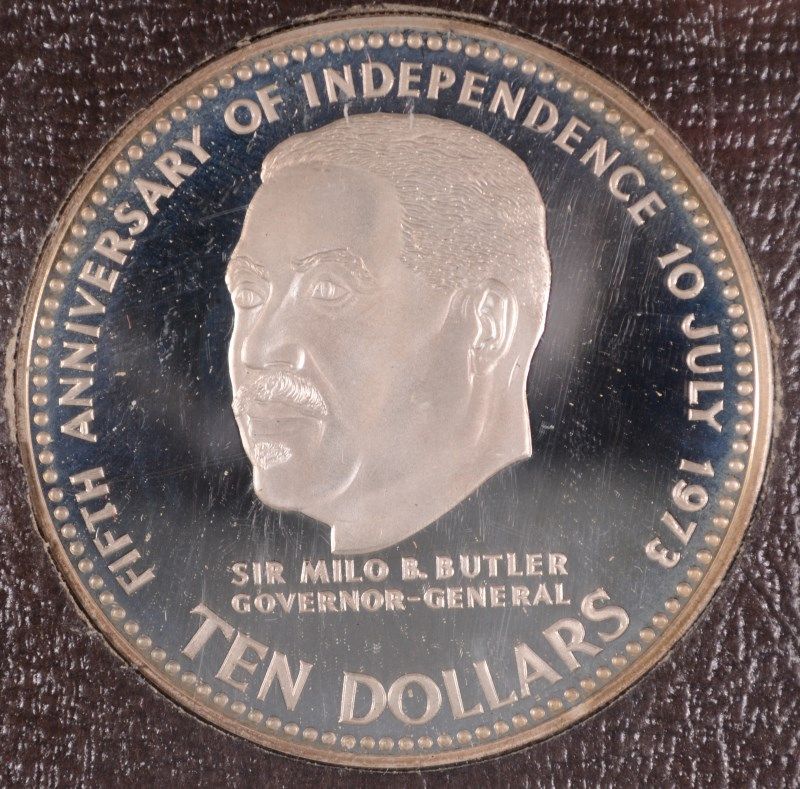 FIFTH ANNIVERSARY OF INDEPENDENCE 10 JULY 1973
SIR MILO B. BUTLER
GOVERNOR-GENERAL
TEN DOLLARS